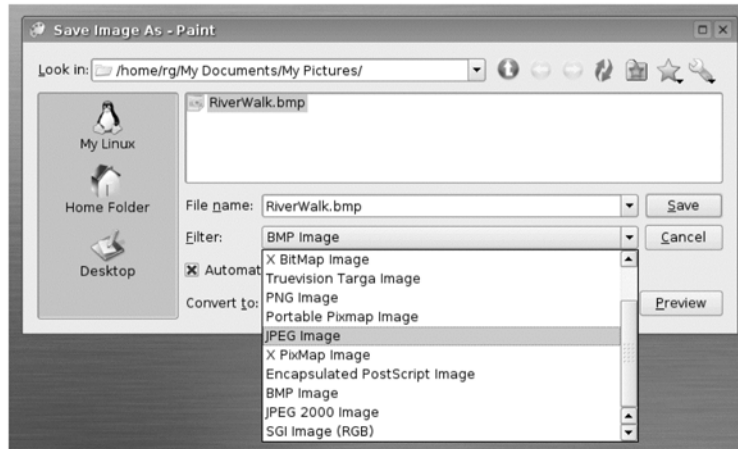 Save Image As - Paint
Look in: /home/rg/My Documents/My Pictures/
RiverWalk.bmp
My Linux
Home Folder
Desktop
File name: RiverWalk.bmp
Save
Filter: BMP Image
Cancel
Automat
Convert to:
Preview
X BitMap Image
Truevision Targa Image
PNG Image
Portable Pixmap Image
JPEG Image
X PixMap Image
Encapsulated PostScript Image
BMP Image
JPEG 2000 Image
SGI Image (RGB)